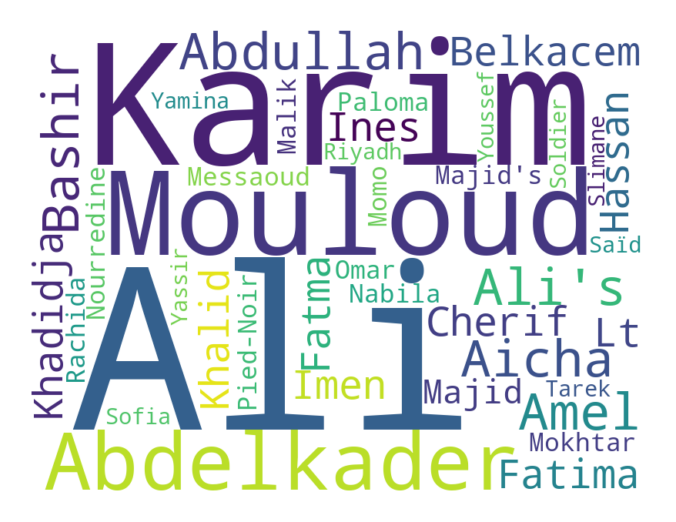 Karim
Abdullah
Belkacem
Bashir
Yamina
Malik
Paloma
Ines
Riyadh
Youssef
Soldier
Slimane
Hassan
Mouloud
Messaoud
Momo
Majid's
Saïd
Nourredine
Khadidja
Rachida
Ali
Yassir
Khalid
Pied-Noir
Fatma
Omar
Nabila
Ali's
Cherif
Lt
Aicha
Imen
Majid
Tarek
Amel
Sofia
Abdelkader
Mokhtar
Fatima